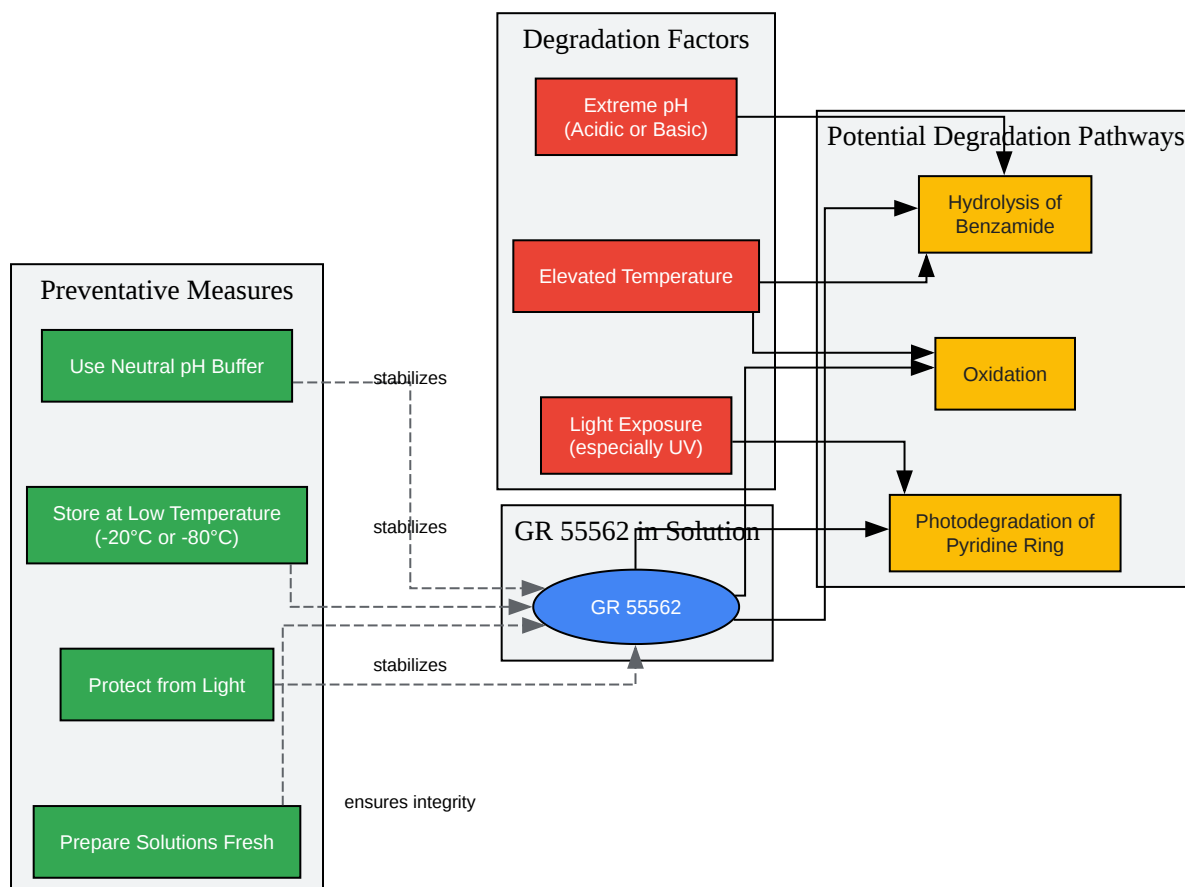 Degradation Factors
Extreme pH
(Acidic or Basic)
Elevated Temperature
Light Exposure
(especially UV)
Potential Degradation Pathways
Hydrolysis of
Benzamide
Oxidation
Photodegradation of
Pyridine Ring
Preventative Measures
Use Neutral pH Buffer
Store at Low Temperature
(-20°C or -80°C)
Protect from Light
Prepare Solutions Fresh
stabilizes
stabilizes
stabilizes
ensures integrity
GR 55562 in Solution
GR 55562